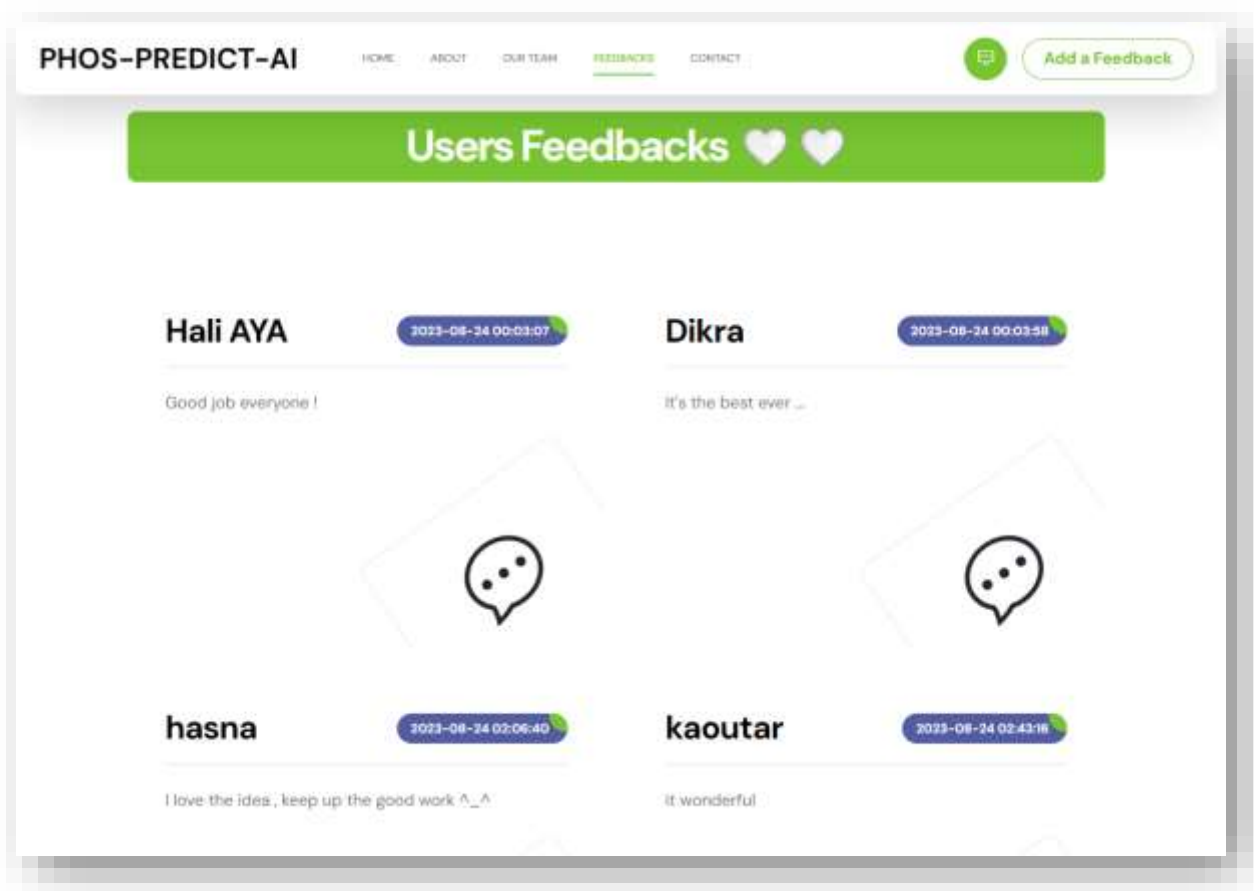 PHOS-PREDICT-AI HOME ABOUT OUR TEAM FEEDBACKS CONTACT Add a Feedback
Users Feedbacks 🤍 🤍
Hali AYA 2023-08-24 00:03:07
Good job everyone !
Dikra 2023-08-24 00:03:58
It's the best ever ...
hasna 2023-08-24 02:06:40
I love the idea , keep up the good work ^_^
kaoutar 2023-08-24 02:43:16
it wonderful